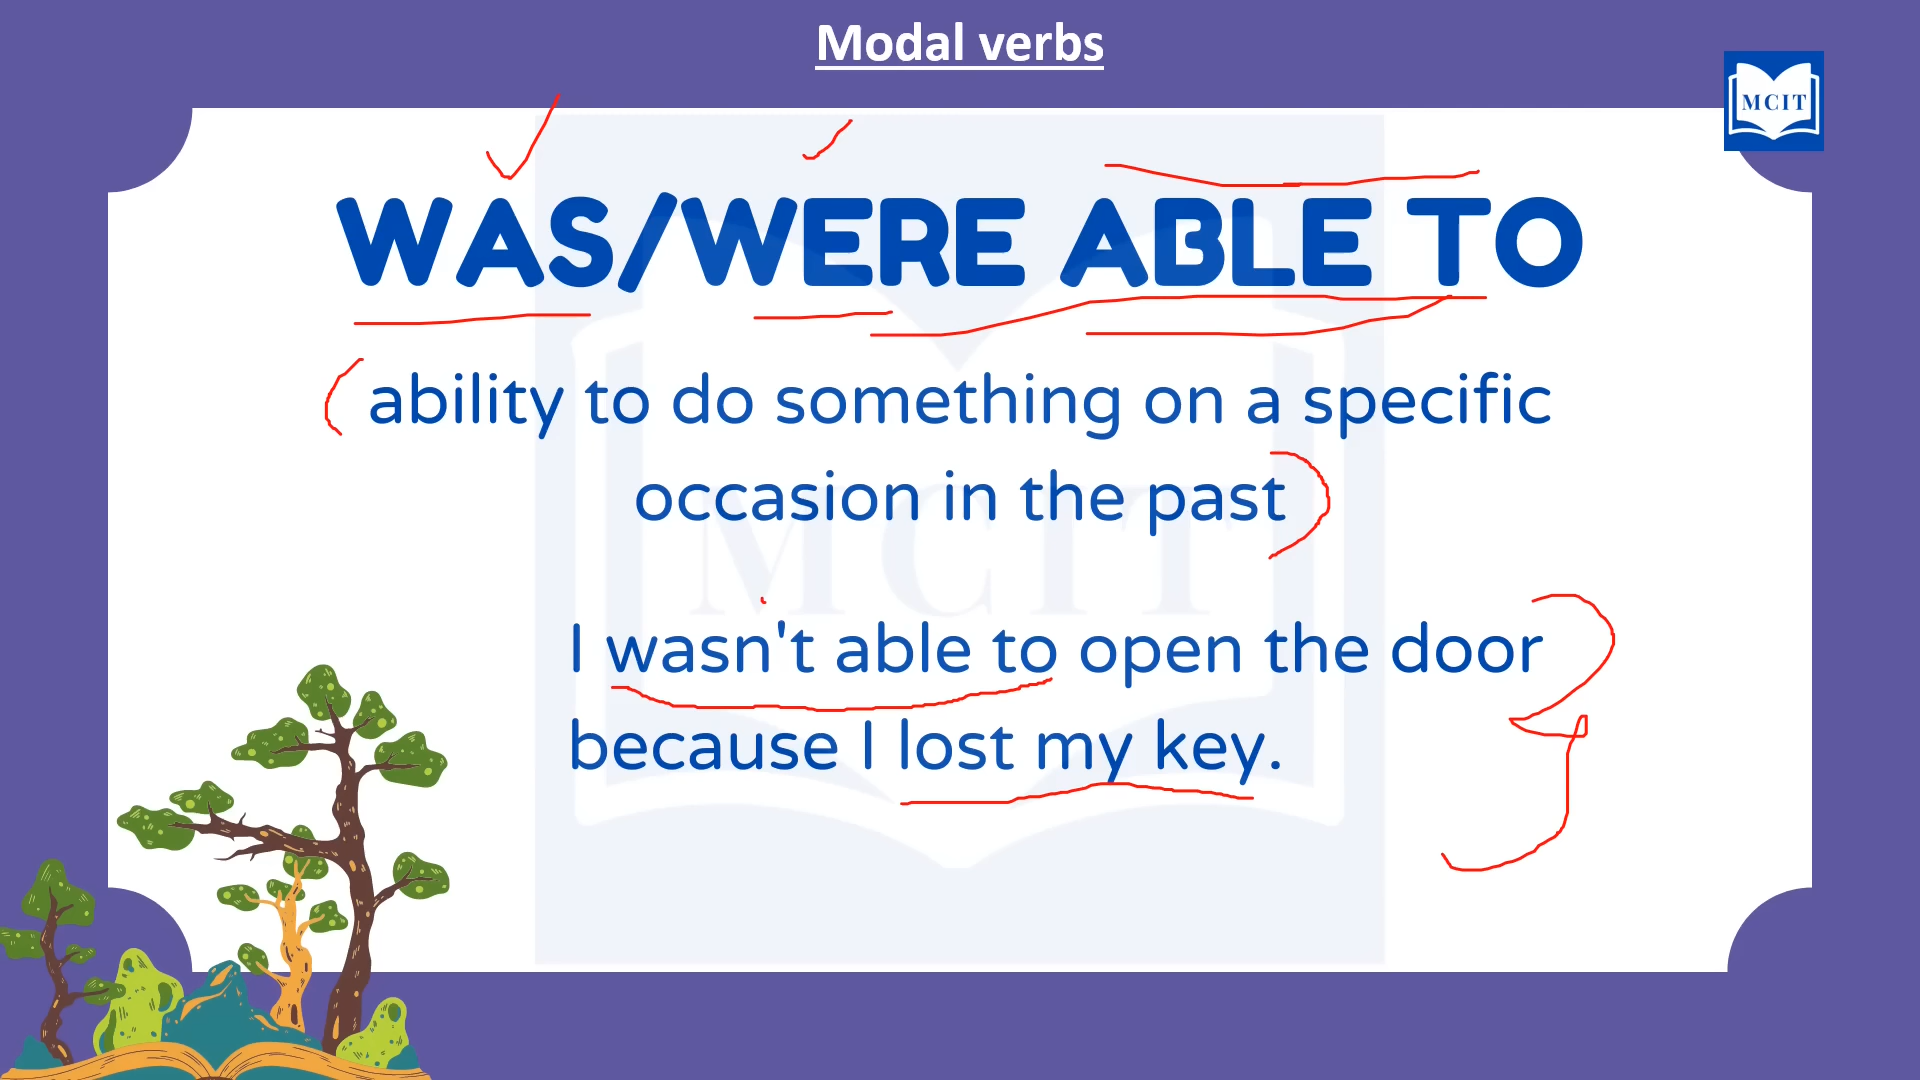 Modal verbs
MCIT
WAS/WERE ABLE TO
ability to do something on a specific
occasion in the past
MCIT
I wasn't able to open the door
because I lost my key.